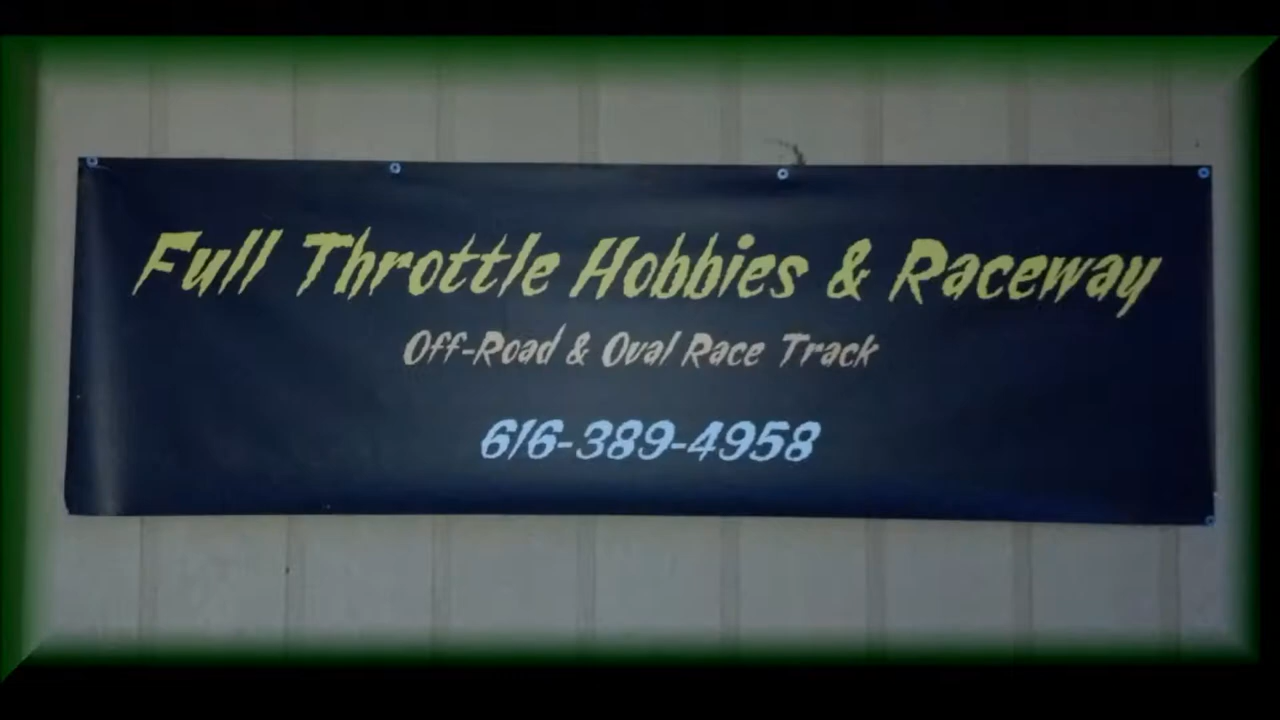 Full Throttle Hobbies & Raceway
Off-Road & Oval Race Track
616-389-4958